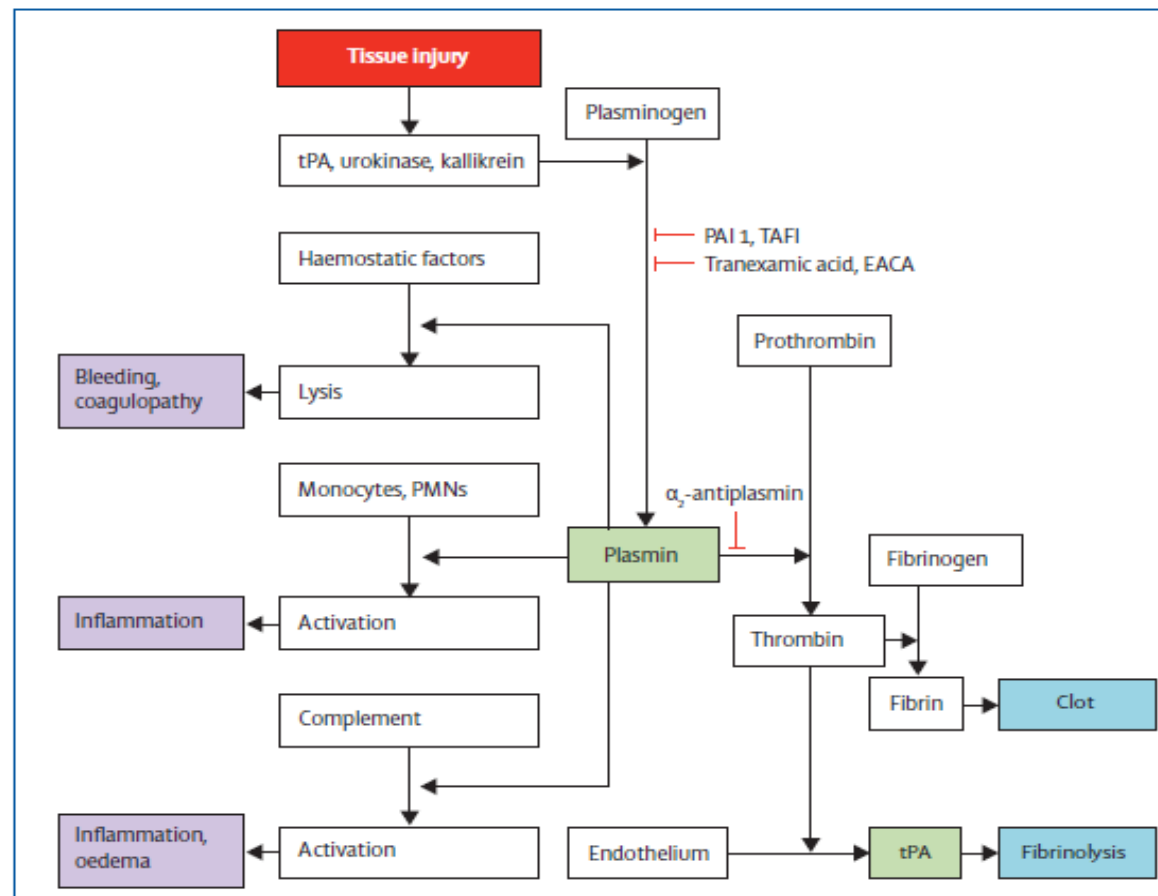 Tissue injury
Plasminogen
tPA, urokinase, kallikrein
PAI 1, TAFI
Haemostatic factors
Tranexamic acid, EACA
Prothrombin
Bleeding,
coagulopathy
Lysis
Monocytes, PMNs
α₂-antiplasmin
Plasmin
Fibrinogen
Inflammation
Activation
Thrombin
Fibrin
Clot
Complement
Inflammation,
oedema
Activation
Endothelium
tPA
Fibrinolysis